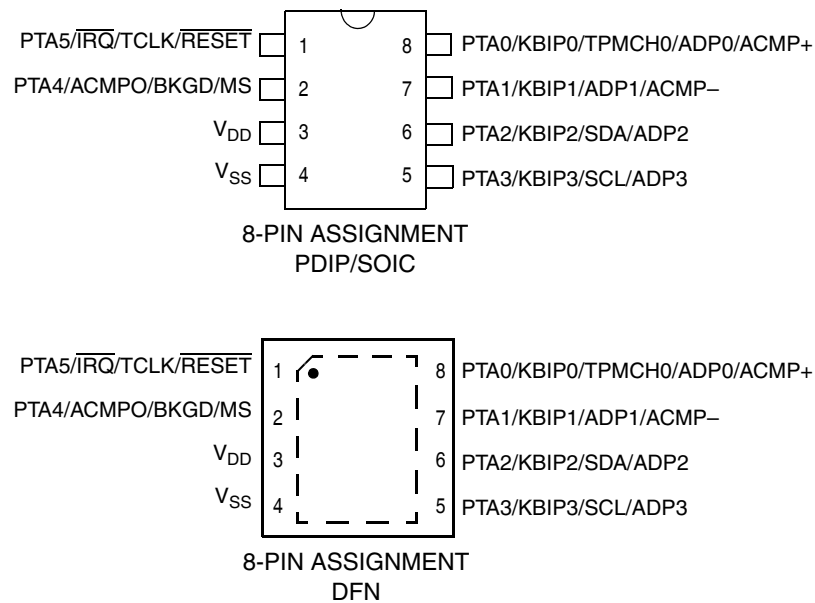 PTA5/IRQ/TCLK/RESET 1 8 PTA0/KBIP0/TPMCH0/ADP0/ACMP+
PTA4/ACMPO/BKGD/MS 2 7 PTA1/KBIP1/ADP1/ACMP–
VDD 3 6 PTA2/KBIP2/SDA/ADP2
VSS 4 5 PTA3/KBIP3/SCL/ADP3
8-PIN ASSIGNMENT
PDIP/SOIC
PTA5/IRQ/TCLK/RESET 1 8 PTA0/KBIP0/TPMCH0/ADP0/ACMP+
PTA4/ACMPO/BKGD/MS 2 7 PTA1/KBIP1/ADP1/ACMP–
VDD 3 6 PTA2/KBIP2/SDA/ADP2
VSS 4 5 PTA3/KBIP3/SCL/ADP3
8-PIN ASSIGNMENT
DFN